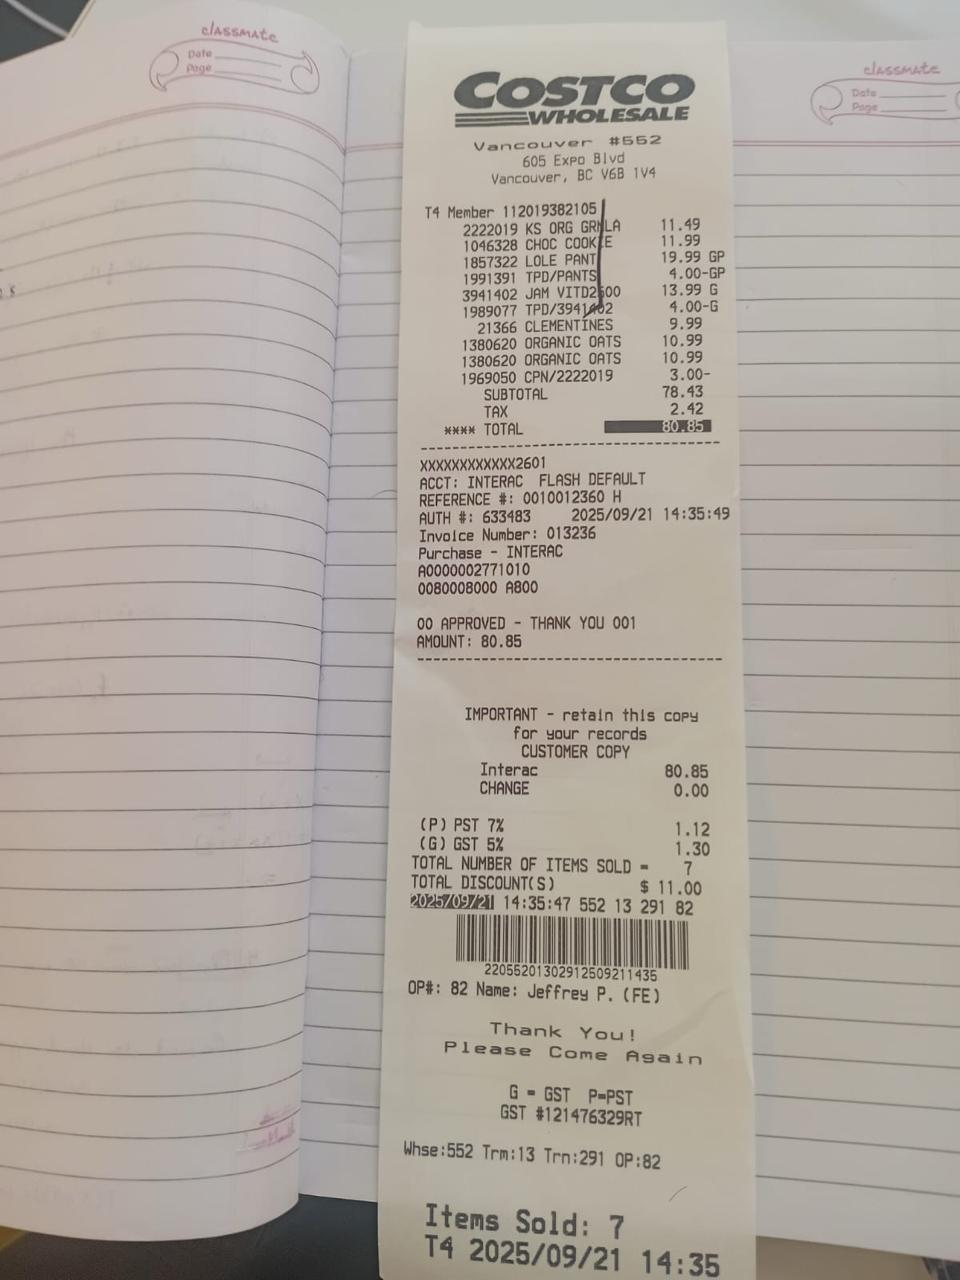 classmate
Date
Page
classmate
Date
Page
COSTCO
WHOLESALE
Vancouver #552
605 Expo Blvd
Vancouver, BC V6B 1V4
T4 Member 112019382105
2222019 KS ORG GRNLA 11.49
1046328 CHOC COOKIE 11.99
1857322 LOLE PANT 19.99 GP
1991391 TPD/PANTS 4.00-GP
3941402 JAM VITD2500 13.99 G
1989077 TPD/3941402 4.00-G
21366 CLEMENTINES 9.99
1380620 ORGANIC OATS 10.99
1380620 ORGANIC OATS 10.99
1969050 CPN/2222019 3.00-
SUBTOTAL 78.43
TAX 2.42
**** TOTAL 80.85
XXXXXXXXXXXX2601
ACCT: INTERAC FLASH DEFAULT
REFERENCE #: 0010012360 H
AUTH #: 633483 2025/09/21 14:35:49
Invoice Number: 013236
Purchase - INTERAC
A0000002771010
0080008000 A800
00 APPROVED - THANK YOU 001
AMOUNT: 80.85
IMPORTANT - retain this copy
for your records
CUSTOMER COPY
Interac 80.85
CHANGE 0.00
(P) PST 7% 1.12
(G) GST 5% 1.30
TOTAL NUMBER OF ITEMS SOLD = 7
TOTAL DISCOUNT(S) $ 11.00
2025/09/21 14:35:47 552 13 291 82
22055201302912509211435
OP#: 82 Name: Jeffrey P. (FE)
Thank You!
Please Come Again
G = GST P=PST
GST #121476329RT
Whse:552 Trm:13 Trn:291 OP:82
Items Sold: 7
T4 2025/09/21 14:35